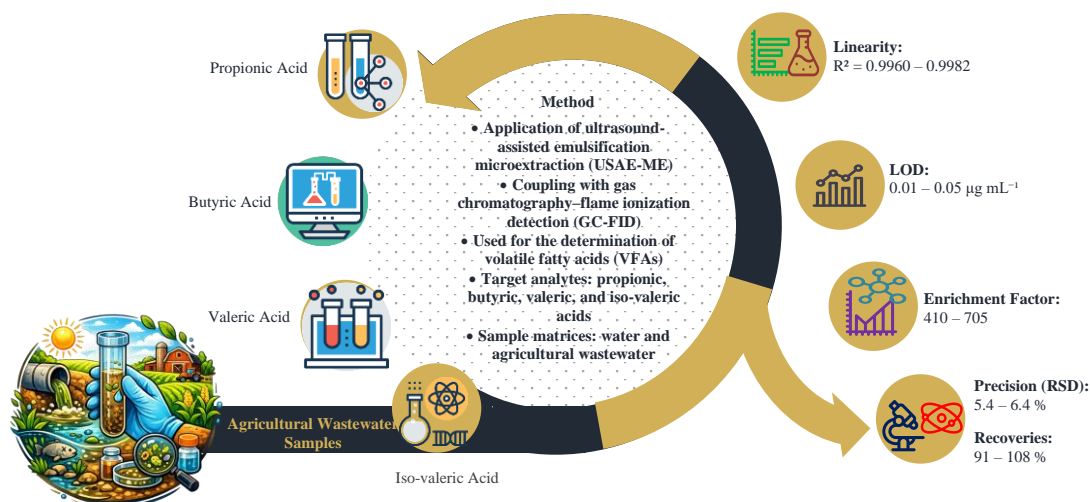 Propionic Acid
Butyric Acid
Valeric Acid
Agricultural Wastewater
Samples
Iso-valeric Acid
Method
• Application of ultrasound-
assisted emulsification
microextraction (USAE-ME)
• Coupling with gas
chromatography–flame ionization
detection (GC-FID)
• Used for the determination of
volatile fatty acids (VFAs)
• Target analytes: propionic,
butyric, valeric, and iso-valeric
acids
• Sample matrices: water and
agricultural wastewater
Linearity:
R² = 0.9960 – 0.9982
LOD:
0.01 – 0.05 μg mL⁻¹
Enrichment Factor:
410 – 705
Precision (RSD):
5.4 – 6.4 %
Recoveries:
91 – 108 %